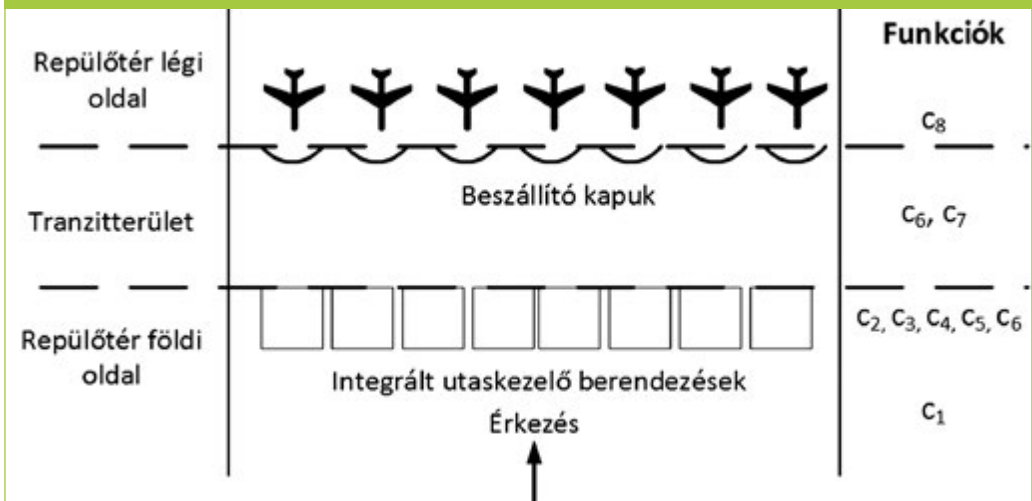 Funkciók
Repülőtér légi
oldal
c8
Beszállító kapuk
Tranzitterület
c6, c7
c2, c3, c4, c5, c6
Repülőtér földi
oldal
Integrált utaskezelő berendezések
Érkezés
c1